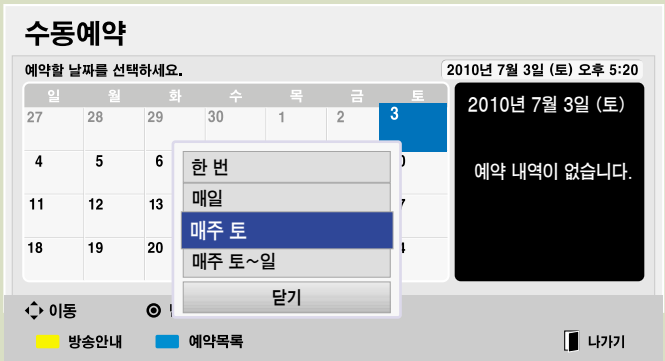 수동예약
예약할 날짜를 선택하세요.
2010년 7월 3일 (토) 오후 5:20
일 월 화 수 목 금 토
27 28 29 30 1 2 3
4 5 6
11 12 13
18 19 20
한 번
매일
매주 토
매주 토~일
닫기
2010년 7월 3일 (토)
예약 내역이 없습니다.
이동
방송안내 예약목록 나가기